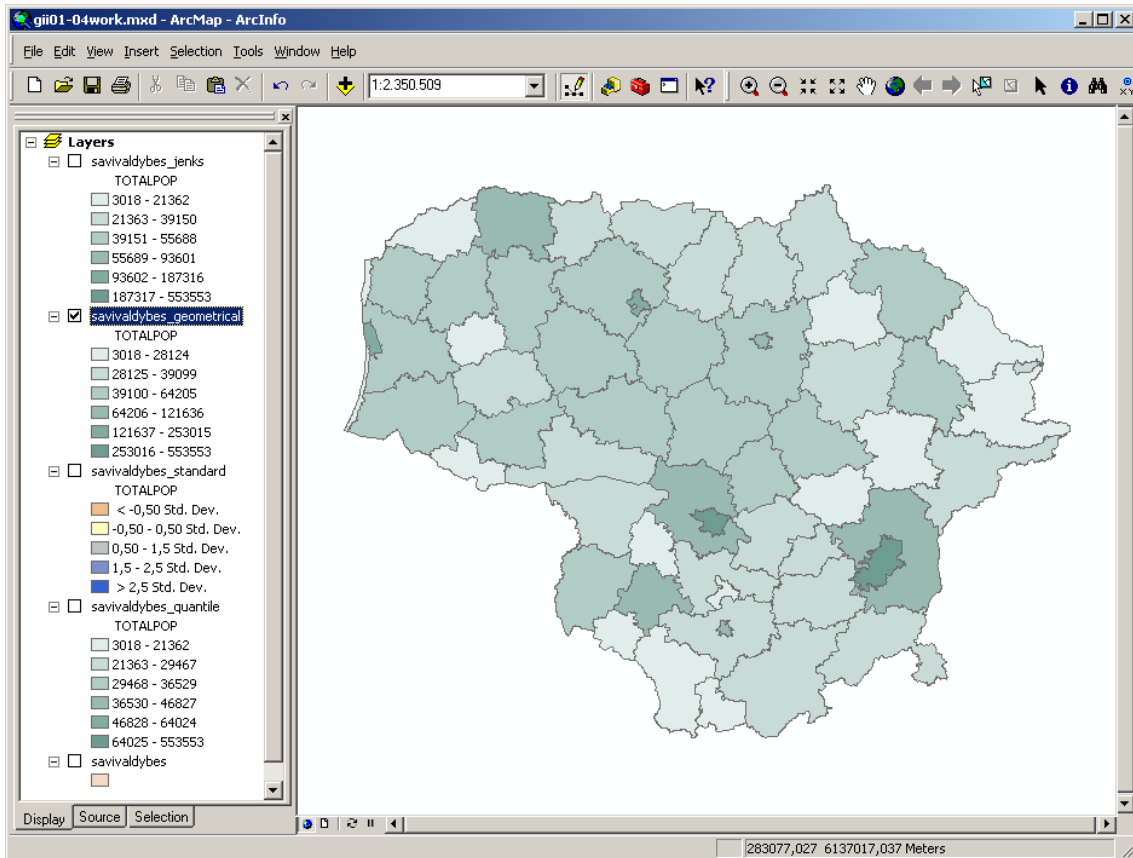 gii01-04work.mxd - ArcMap - ArcInfo
File Edit View Insert Selection Tools Window Help
1:2.350.509
Layers
savivaldybes_jenks
TOTALPOP
3018 - 21362
21363 - 39150
39151 - 55688
55689 - 93601
93602 - 187316
187317 - 553553
savivaldybes_geometrical
TOTALPOP
3018 - 28124
28125 - 39099
39100 - 64205
64206 - 121636
121637 - 253015
253016 - 553553
savivaldybes_standard
TOTALPOP
< -0,50 Std. Dev.
-0,50 - 0,50 Std. Dev.
0,50 - 1,5 Std. Dev.
1,5 - 2,5 Std. Dev.
> 2,5 Std. Dev.
savivaldybes_quantile
TOTALPOP
3018 - 21362
21363 - 29467
29468 - 36529
36530 - 46827
46828 - 64024
64025 - 553553
savivaldybes
Display Source Selection
283077,027 6137017,037 Meters